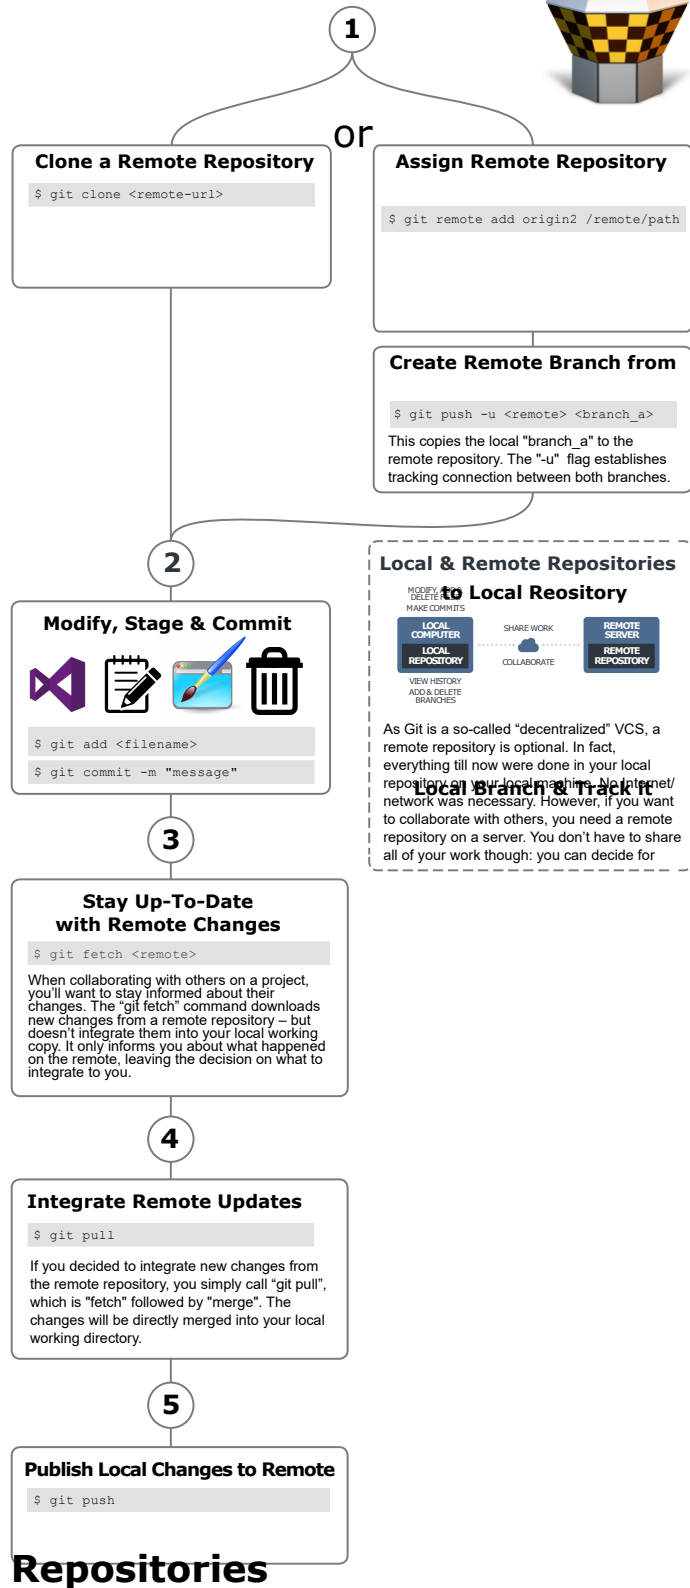 1
or
Clone a Remote Repository
$ git clone <remote-url>
Assign Remote Repository
$ git remote add origin2 /remote/path
Create Remote Branch from
$ git push -u <remote> <branch_a>
This copies the local "branch_a" to the
remote repository. The "-u" flag establishes
tracking connection between both branches.
2
Modify, Stage & Commit
$ git add <filename>
$ git commit -m "message"
Local & Remote Repositories
to Local Reository
MAKE COMMITS
LOCAL
COMPUTER
LOCAL
REPOSITORY
VIEW HISTORY
ADD & DELETE
BRANCHES
SHARE WORK
COLLABORATE
REMOTE
SERVER
REMOTE
REPOSITORY
As Git is a so-called “decentralized” VCS, a
remote repository is optional. In fact,
everything till now were done in your local
repository on your local machine. No Internet/
Local Branch & Track it
network was necessary. However, if you want
to collaborate with others, you need a remote
repository on a server. You don’t have to share
all of your work though: you can decide for
3
Stay Up-To-Date
with Remote Changes
$ git fetch <remote>
When collaborating with others on a project,
you’ll want to stay informed about their
changes. The “git fetch” command downloads
new changes from a remote repository – but
doesn’t integrate them into your local working
copy. It only informs you about what happened
on the remote, leaving the decision on what to
integrate to you.
4
Integrate Remote Updates
$ git pull
If you decided to integrate new changes from
the remote repository, you simply call “git pull”,
which is "fetch" followed by "merge". The
changes will be directly merged into your local
working directory.
5
Publish Local Changes to Remote
$ git push
Repositories